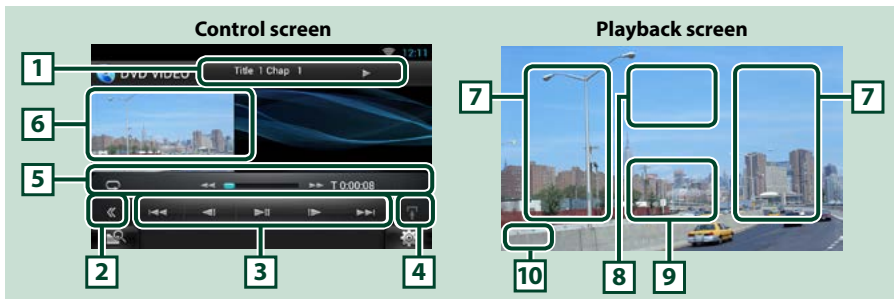 Control screen
Playback screen
12:11
DVD VIDEO
Title 1 Chap 1
T 0:00:08
1
6
5
2
3
4
7
8
7
10
9